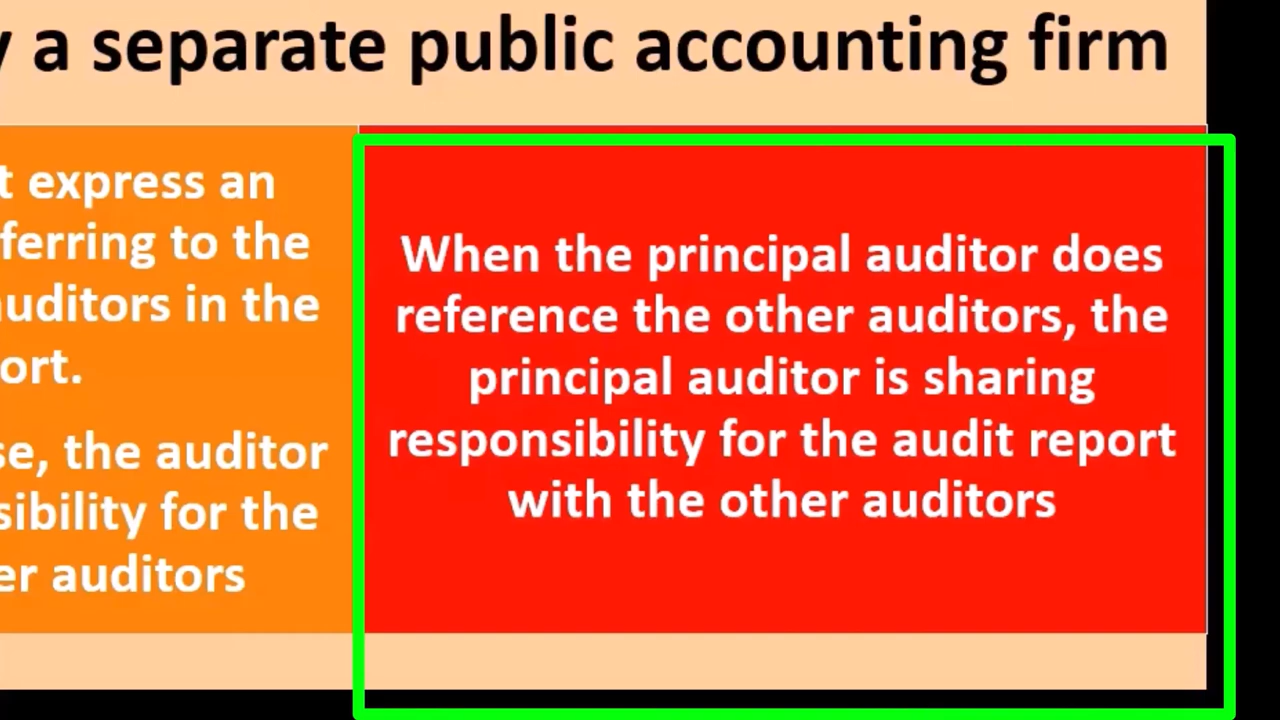 a separate public accounting firm
express an
ferring to the
auditors in the
ort.
se, the auditor
sibility for the
er auditors
When the principal auditor does
reference the other auditors, the
principal auditor is sharing
responsibility for the audit report
with the other auditors